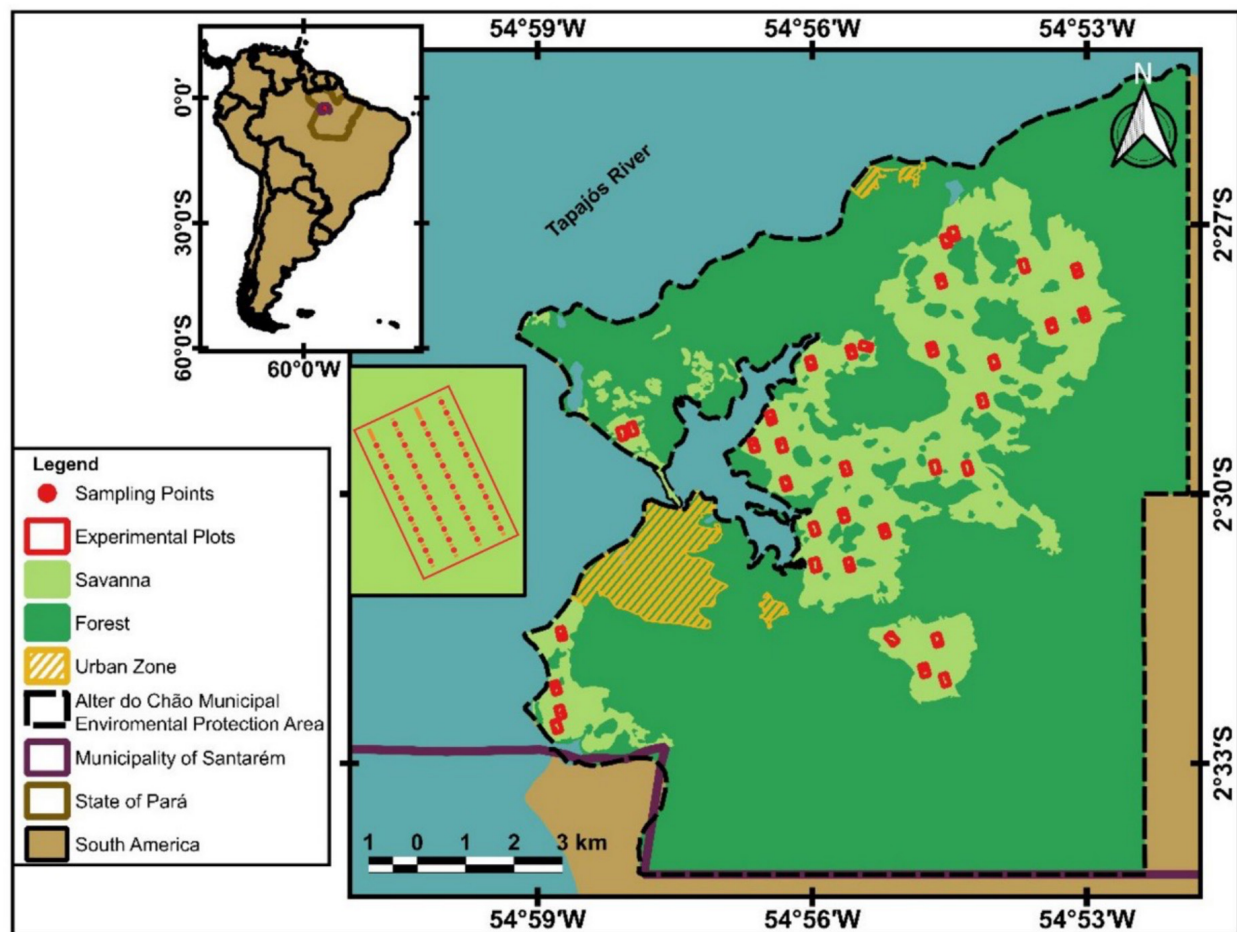 54°59'W 54°56'W 54°53'W
N
0°0'
30°0'S
60°0'S
60°0'W
Tapajós River
2°27'S
2°30'S
2°33'S
Legend
Sampling Points
Experimental Plots
Savanna
Forest
Urban Zone
Alter do Chão Municipal
Enviromental Protection Area
Municipality of Santarém
State of Pará
South America
1 0 1 2 3 km
54°59'W 54°56'W 54°53'W